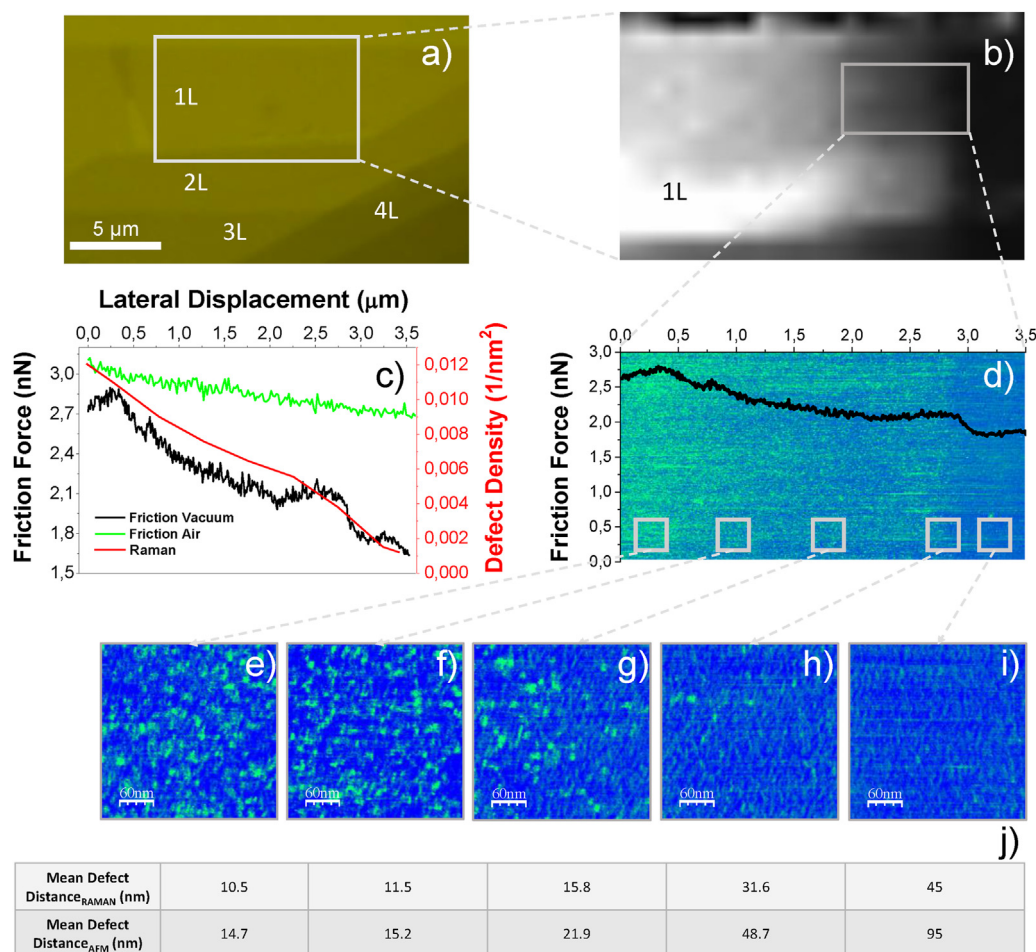 a)
1L
2L
3L
4L
5 µm
b)
1L
Lateral Displacement (µm)
0,0 0,5 1,0 1,5 2,0 2,5 3,0 3,5
Friction Force (nN)
3,0
2,7
2,4
2,1
1,8
1,5
c)
Friction Vacuum
Friction Air
Raman
0,012
0,010
0,008
0,006
0,004
0,002
0,001
0,000
Defect Density (1/nm²)
0,0 0,5 1,0 1,5 2,0 2,5 3,0 3,5
Friction Force (nN)
3,0
2,5
2,0
1,5
1,0
0,5
0,0
d)
e)
60nm
f)
60nm
g)
60nm
h)
60nm
i)
60nm
j)
Mean Defect
Distance RAMAN (nm) 10.5 11.5 15.8 31.6 45
Mean Defect
Distance AFM (nm) 14.7 15.2 21.9 48.7 95